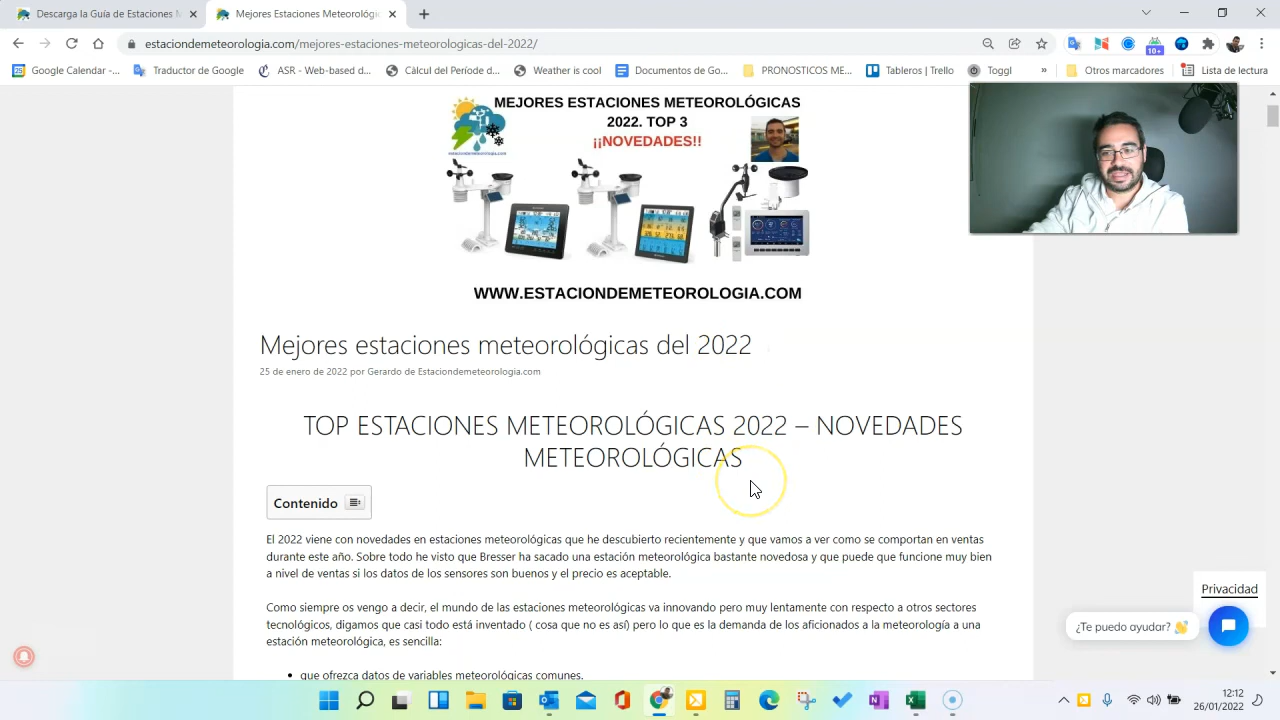 Descarga la Guía de Estaciones M
Mejores Estaciones Meteorológic
estaciondemeteorologia.com/mejores-estaciones-meteorologicas-del-2022/
10+
Google Calendar -...
Traductor de Google
ASR - Web-based d...
Cálcul del Període d...
Weather is cool
Documentos de Go...
PRONOSTICOS ME...
Tableros | Trello
Toggl
»
Otros marcadores
Lista de lectura
MEJORES ESTACIONES METEOROLÓGICAS
2022. TOP 3
¡¡NOVEDADES!!
estaciondemeteorologia.com
WWW.ESTACIONDEMETEOROLOGIA.COM
Mejores estaciones meteorológicas del 2022
25 de enero de 2022 por Gerardo de Estaciondemeteorologia.com
TOP ESTACIONES METEOROLÓGICAS 2022 – NOVEDADES
METEOROLÓGICAS
Contenido
El 2022 viene con novedades en estaciones meteorológicas que he descubierto recientemente y que vamos a ver como se comportan en ventas
durante este año. Sobre todo he visto que Bresser ha sacado una estación meteorológica bastante novedosa y que puede que funcione muy bien
a nivel de ventas si los datos de los sensores son buenos y el precio es aceptable.
Como siempre os vengo a decir, el mundo de las estaciones meteorológicas va innovando pero muy lentamente con respecto a otros sectores
tecnológicos, digamos que casi todo está inventado ( cosa que no es así) pero lo que es la demanda de los aficionados a la meteorología a una
estación meteorológica, es sencilla:
• que ofrezca datos de variables meteorológicas comunes.
Privacidad
¿Te puedo ayudar? 👋
12:12
26/01/2022